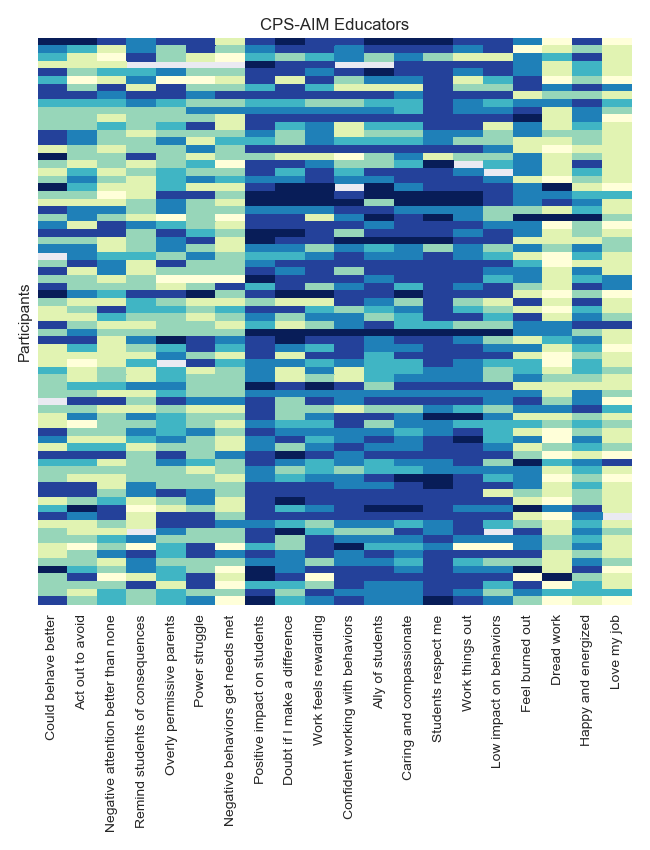 CPS-AIM Educators
Participants
Could behave better
Act out to avoid
Negative attention better than none
Remind students of consequences
Overly permissive parents
Power struggle
Negative behaviors get needs met
Positive impact on students
Doubt if I make a difference
Work feels rewarding
Confident working with behaviors
Ally of students
Caring and compassionate
Students respect me
Work things out
Low impact on behaviors
Feel burned out
Dread work
Happy and energized
Love my job